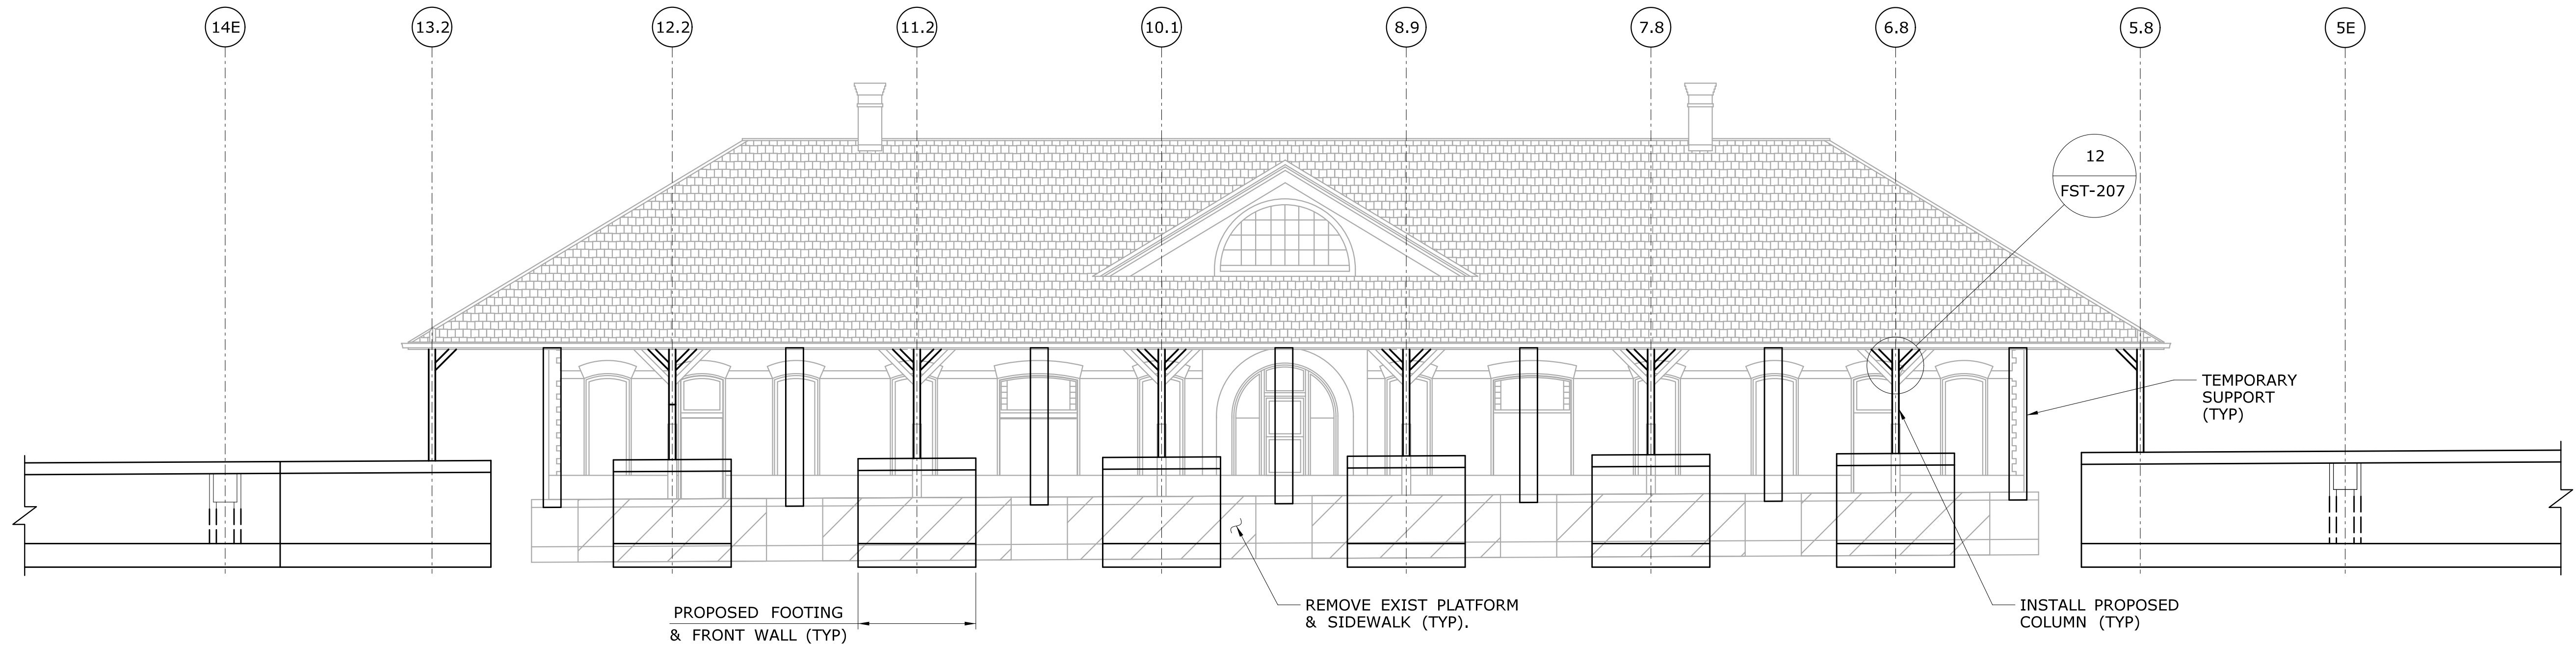 14E
13.2
12.2
11.2
10.1
8.9
7.8
6.8
5.8
5E
12
FST-207
TEMPORARY
SUPPORT
(TYP)
PROPOSED FOOTING
& FRONT WALL (TYP)
REMOVE EXIST PLATFORM
& SIDEWALK (TYP).
INSTALL PROPOSED
COLUMN (TYP)